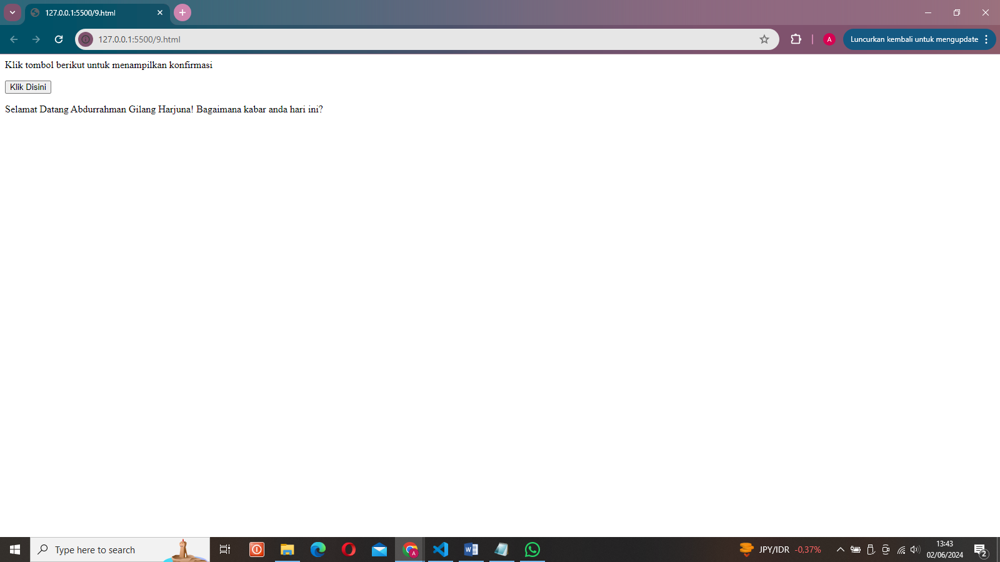 127.0.0.1:5500/9.html
127.0.0.1:5500/9.html
A
Luncurkan kembali untuk mengupdate
Klik tombol berikut untuk menampilkan konfirmasi
Klik Disini
Selamat Datang Abdurrahman Gilang Harjuna! Bagaimana kabar anda hari ini?
Type here to search
A
W
JPY/IDR -0,37%
13:43
02/06/2024
2